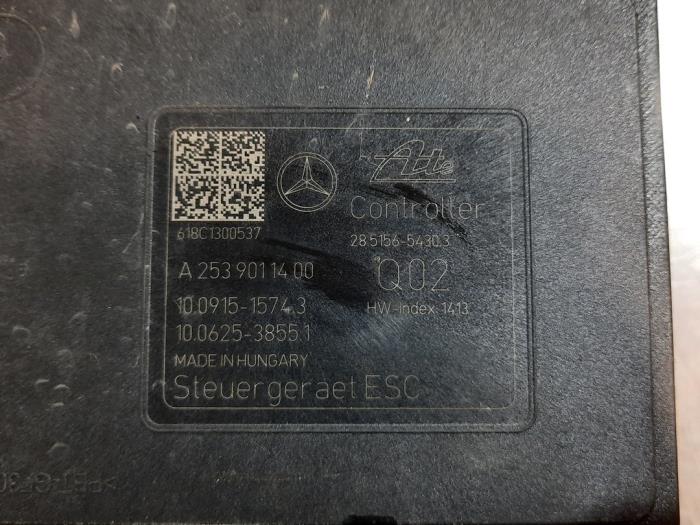 Ate
Controller
618C1300537
28.5156-5430.3
A 253 901 14 00
Q02
10.0915-1574.3
HW-index 1413
10.0625-3855.1
MADE IN HUNGARY
Steuergeraet ESC